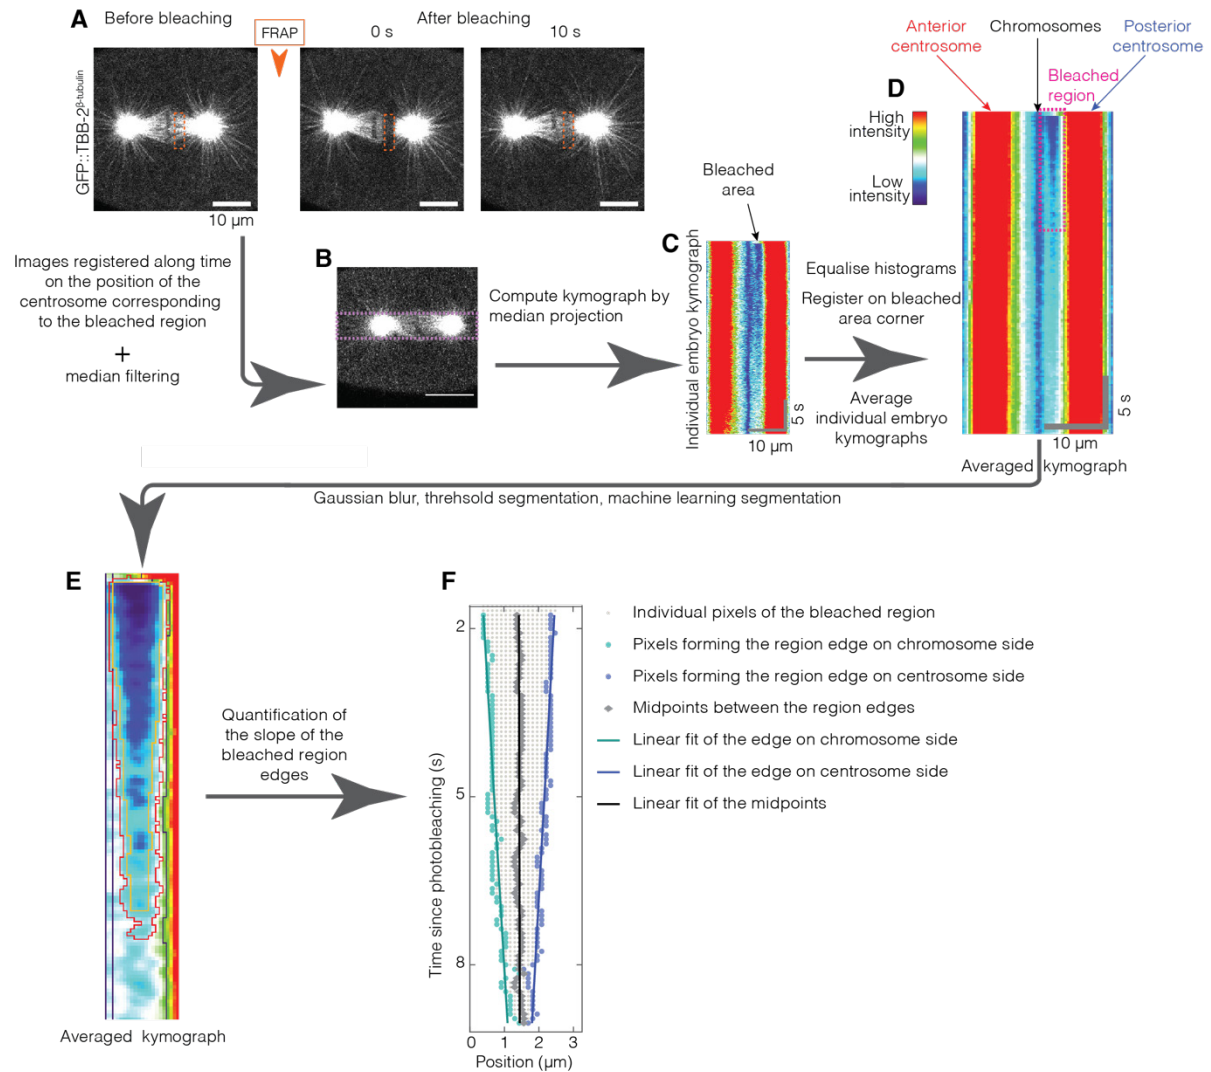 A
Before bleaching
FRAP
After bleaching
0 s
10 s
GFP::TBB-2β-tubulin
10 µm
Images registered along time
on the position of the
centrosome corresponding
to the bleached region
+
median filtering
B
Compute kymograph by
median projection
C
Bleached
area
Individual embryo kymograph
5 s
10 µm
Equalise histograms
Register on bleached
area corner
Average
individual embryo
kymographs
D
Anterior
centrosome
Chromosomes
Posterior
centrosome
Bleached
region
High
intensity
Low
intensity
5 s
10 µm
Averaged kymograph
Gaussian blur, threhsold segmentation, machine learning segmentation
E
Averaged kymograph
Quantification of
the slope of the
bleached region
edges
F
Time since photobleaching (s)
2
5
8
0 1 2 3
Position (µm)
Individual pixels of the bleached region
Pixels forming the region edge on chromosome side
Pixels forming the region edge on centrosome side
Midpoints between the region edges
Linear fit of the edge on chromosome side
Linear fit of the edge on centrosome side
Linear fit of the midpoints